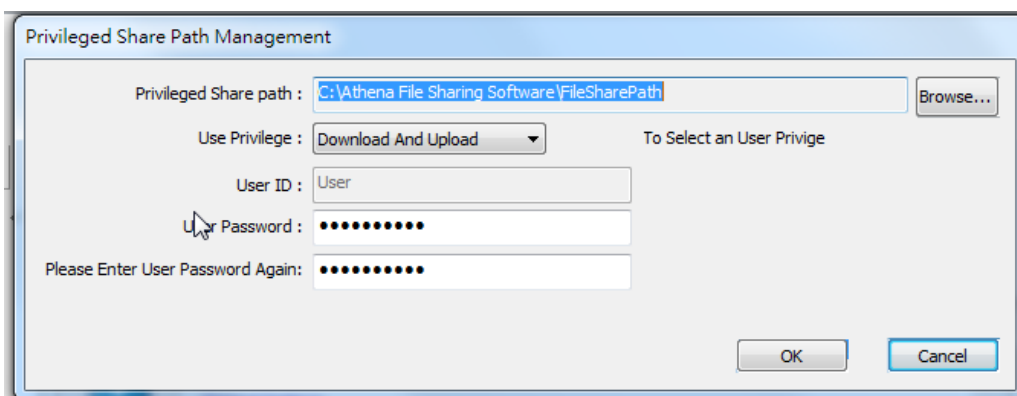 Privileged Share Path Management
Privileged Share path : C:\Athena File Sharing Software\FileSharePath Browse...
Use Privilege : Download And Upload To Select an User Privige
User ID : User
User Password : ••••••••••
Please Enter User Password Again: ••••••••••
OK Cancel